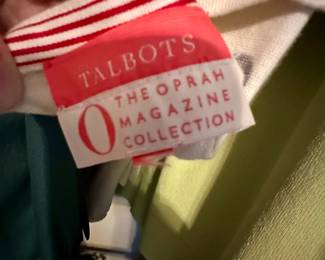 TALBOTS
O
THE OPRAH
MAGAZINE
COLLECTION